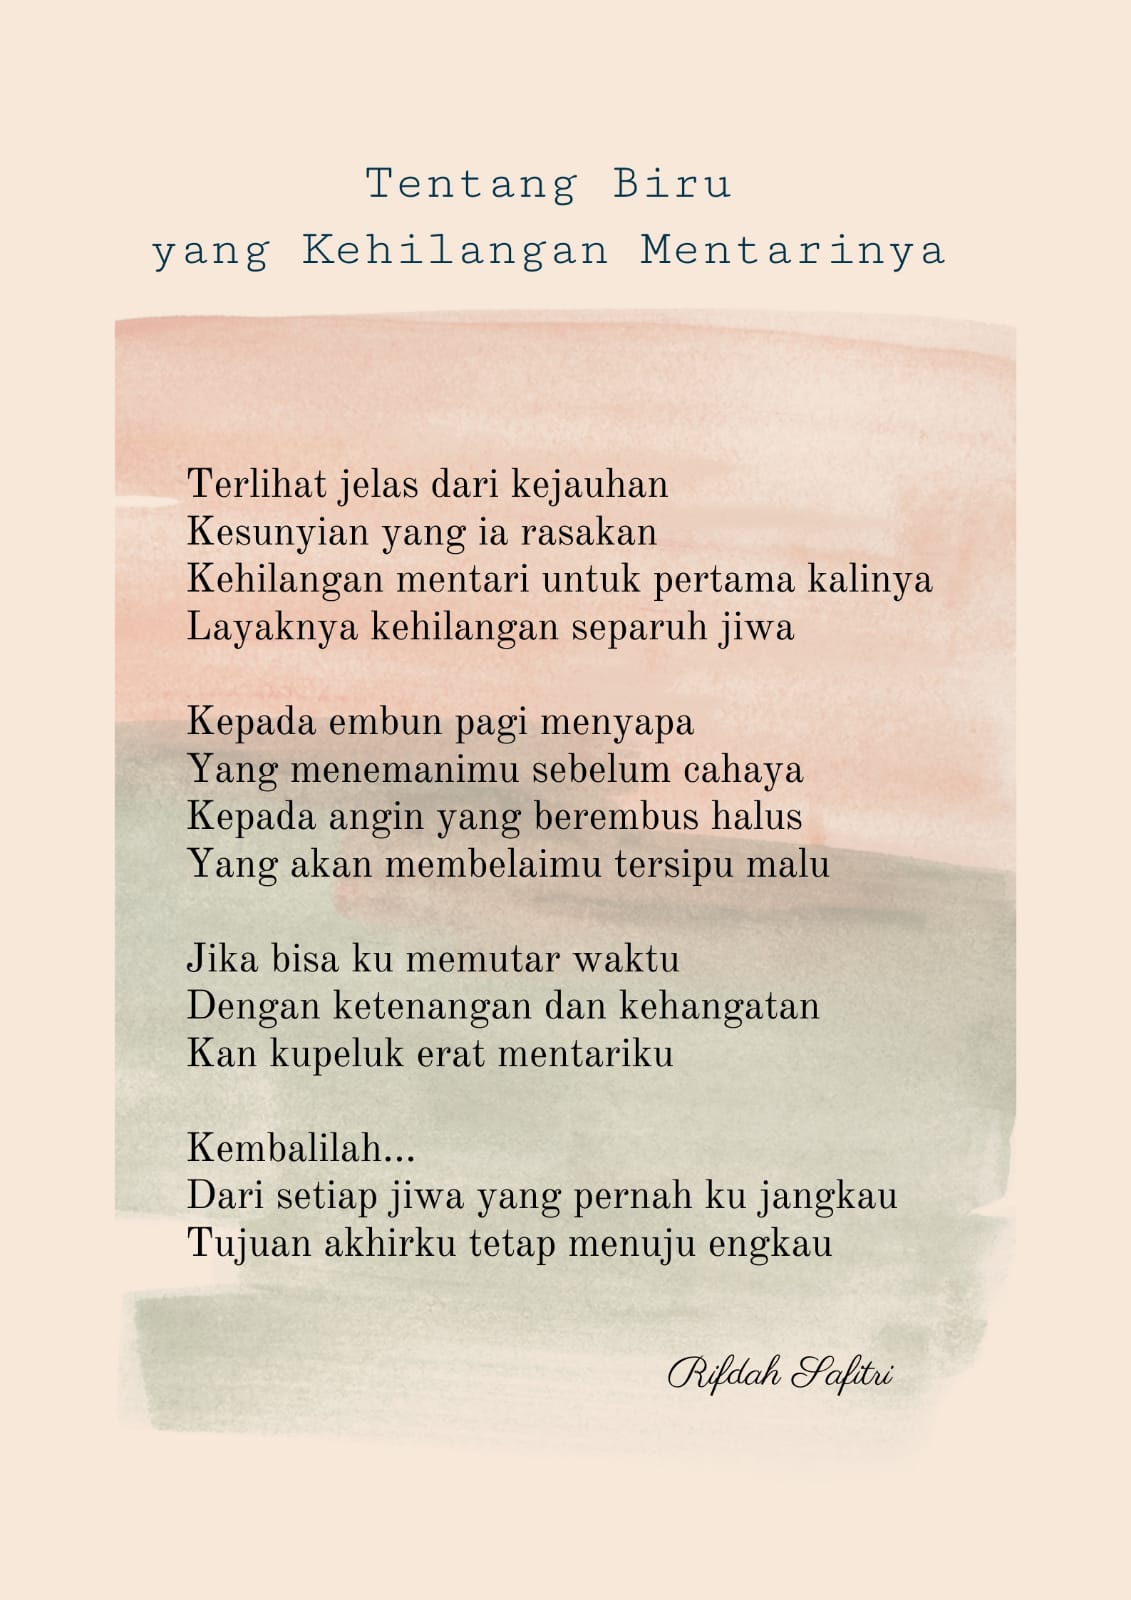 Tentang Biru
yang Kehilangan Mentarinya
Terlihat jelas dari kejauhan
Kesunyian yang ia rasakan
Kehilangan mentari untuk pertama kalinya
Layaknya kehilangan separuh jiwa
Kepada embun pagi menyapa
Yang menemanimu sebelum cahaya
Kepada angin yang berembus halus
Yang akan membelaimu tersipu malu
Jika bisa ku memutar waktu
Dengan ketenangan dan kehangatan
Kan kupeluk erat mentariku
Kembalilah...
Dari setiap jiwa yang pernah ku jangkau
Tujuan akhirku tetap menuju engkau
Rifdah Safitri